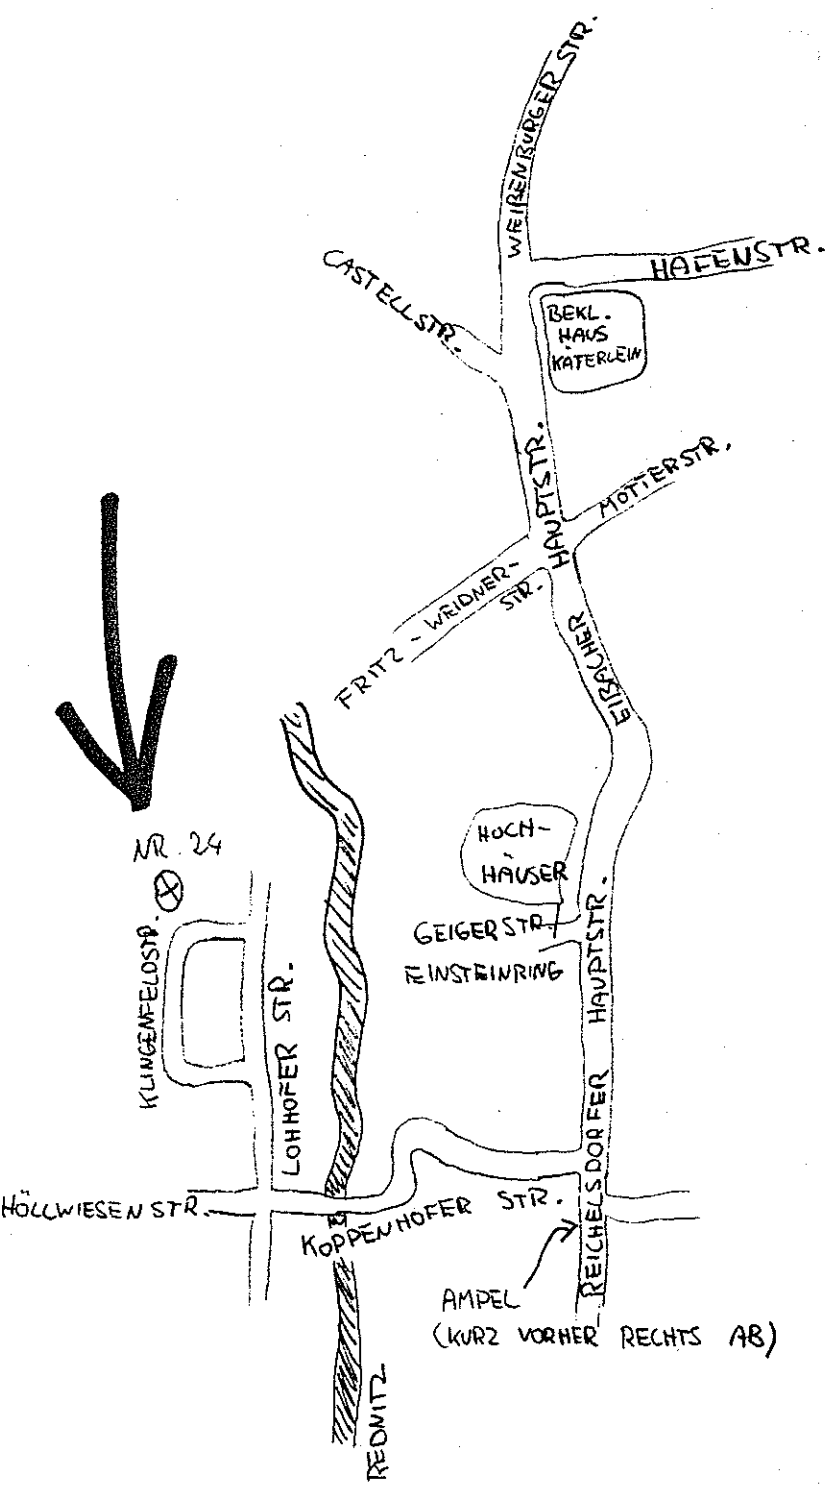 WEIßENBURGER STR.
HAFENSTR.
CASTELLSTR.
BEKL.
HAUS
KÄTERLEIN
HAUPTSTR.
MOTTERSTR.
FRITZ-WEIDNER-
STR.
EIBACHER
HOCH-
HÄUSER
NR. 24
GEIGERSTR.
EINSTEINRING
KLINGENFELDSTR.
LOHHOFER STR.
REICHELSDORFER HAUPTSTR.
HÖLLWIESENSTR.
KOPPENHOFER STR.
AMPEL
(KURZ VORHER RECHTS AB)
REDNITZ